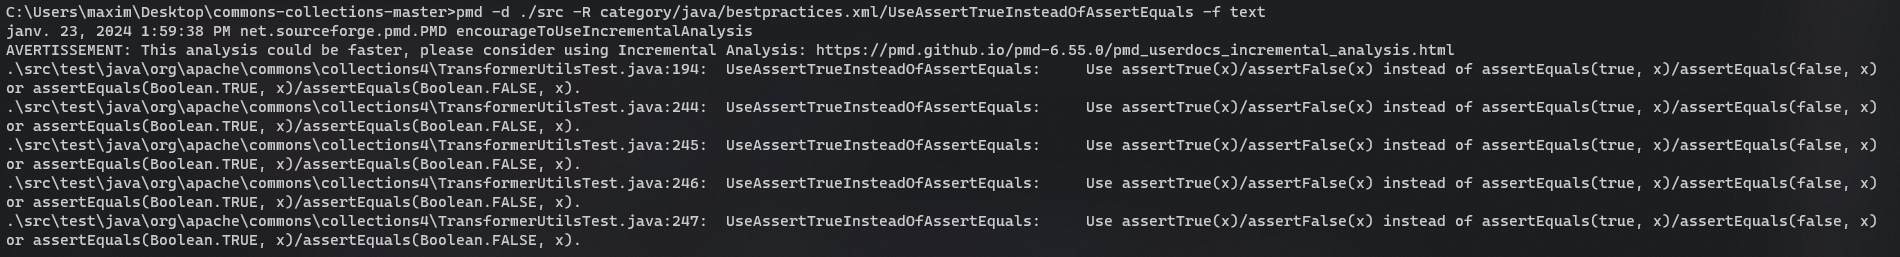 C:\Users\maxim\Desktop\commons-collections-master>pmd -d ./src -R category/java/bestpractices.xml/UseAssertTrueInsteadOfAssertEquals -f text
janv. 23, 2024 1:59:38 PM net.sourceforge.pmd.PMD encourageToUseIncrementalAnalysis
AVERTISSEMENT: This analysis could be faster, please consider using Incremental Analysis: https://pmd.github.io/pmd-6.55.0/pmd_userdocs_incremental_analysis.html
.\src\test\java\org\apache\commons\collections4\TransformerUtilsTest.java:194:  UseAssertTrueInsteadOfAssertEquals:     Use assertTrue(x)/assertFalse(x) instead of assertEquals(true, x)/assertEquals(false, x)
or assertEquals(Boolean.TRUE, x)/assertEquals(Boolean.FALSE, x).
.\src\test\java\org\apache\commons\collections4\TransformerUtilsTest.java:244:  UseAssertTrueInsteadOfAssertEquals:     Use assertTrue(x)/assertFalse(x) instead of assertEquals(true, x)/assertEquals(false, x)
or assertEquals(Boolean.TRUE, x)/assertEquals(Boolean.FALSE, x).
.\src\test\java\org\apache\commons\collections4\TransformerUtilsTest.java:245:  UseAssertTrueInsteadOfAssertEquals:     Use assertTrue(x)/assertFalse(x) instead of assertEquals(true, x)/assertEquals(false, x)
or assertEquals(Boolean.TRUE, x)/assertEquals(Boolean.FALSE, x).
.\src\test\java\org\apache\commons\collections4\TransformerUtilsTest.java:246:  UseAssertTrueInsteadOfAssertEquals:     Use assertTrue(x)/assertFalse(x) instead of assertEquals(true, x)/assertEquals(false, x)
or assertEquals(Boolean.TRUE, x)/assertEquals(Boolean.FALSE, x).
.\src\test\java\org\apache\commons\collections4\TransformerUtilsTest.java:247:  UseAssertTrueInsteadOfAssertEquals:     Use assertTrue(x)/assertFalse(x) instead of assertEquals(true, x)/assertEquals(false, x)
or assertEquals(Boolean.TRUE, x)/assertEquals(Boolean.FALSE, x).